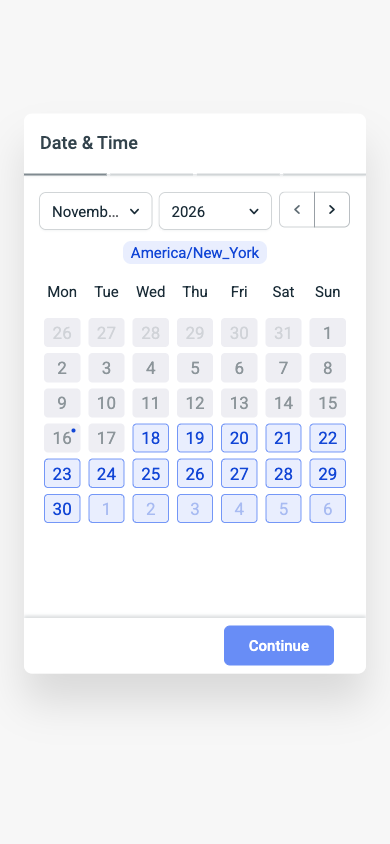 Date & Time
Novemb... 2026
America/New_York
Mon Tue Wed Thu Fri Sat Sun
26 27 28 29 30 31 1
2 3 4 5 6 7 8
9 10 11 12 13 14 15
16 17 18 19 20 21 22
23 24 25 26 27 28 29
30 1 2 3 4 5 6
Continue